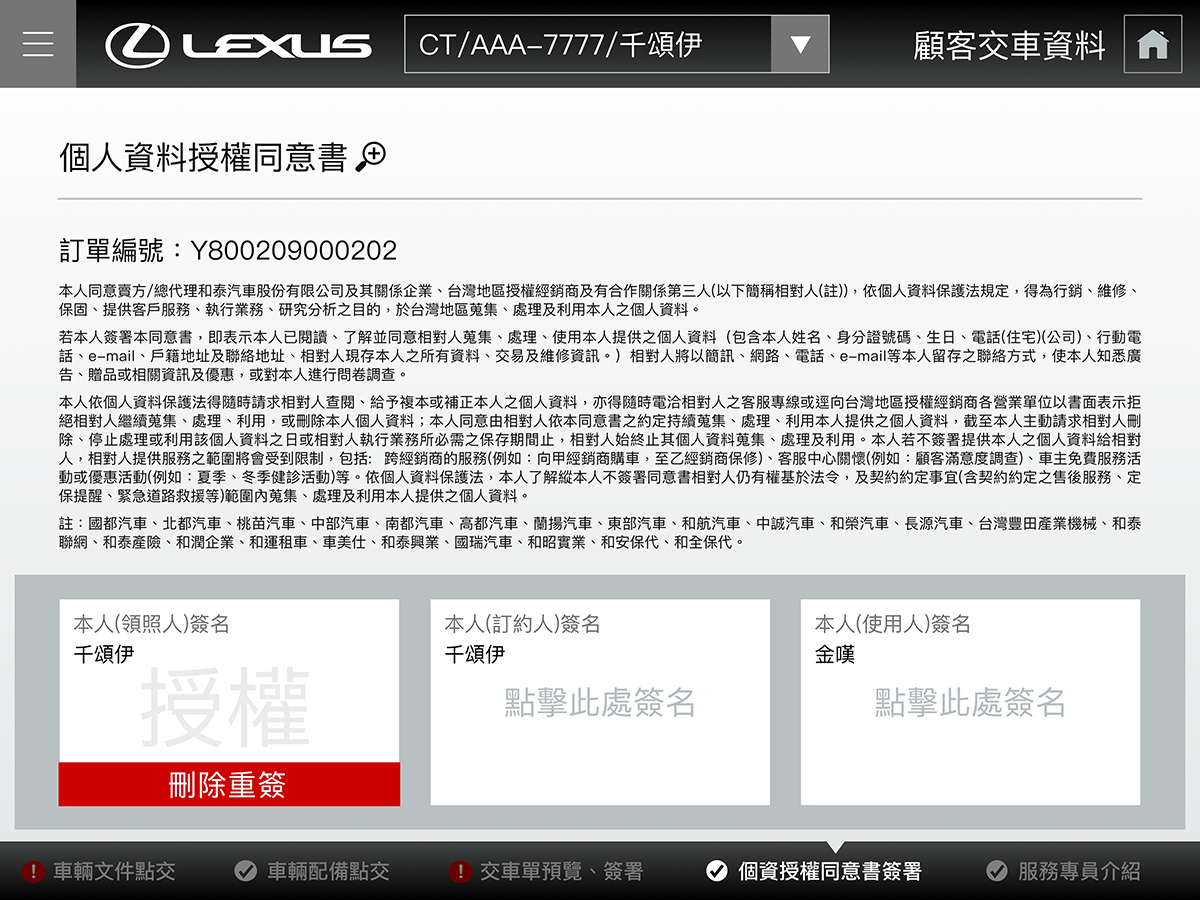 LEXUS
CT/AAA-7777/千頌伊
顧客交車資料
個人資料授權同意書
訂單編號：Y800209000202
本人同意賣方/總代理和泰汽車股份有限公司及其關係企業、台灣地區授權經銷商及有合作關係第三人(以下簡稱相對人(註))，依個人資料保護法規定，得為行銷、維修、
保固、提供客戶服務、執行業務、研究分析之目的，於台灣地區蒐集、處理及利用本人之個人資料。
若本人簽署本同意書，即表示本人已閱讀、了解並同意相對人蒐集、處理、使用本人提供之個人資料（包含本人姓名、身分證號碼、生日、電話(住宅)(公司)、行動電
話、e-mail、戶籍地址及聯絡地址、相對人現存本人之所有資料、交易及維修資訊。）相對人將以簡訊、網路、電話、e-mail等本人留存之聯絡方式，使本人知悉廣
告、贈品或相關資訊及優惠，或對本人進行問卷調查。
本人依個人資料保護法得隨時請求相對人查閱、給予複本或補正本人之個人資料，亦得隨時電洽相對人之客服專線或逕向台灣地區授權經銷商各營業單位以書面表示拒
絕相對人繼續蒐集、處理、利用，或刪除本人個人資料；本人同意由相對人依本同意書之約定持續蒐集、處理、利用本人提供之個人資料，截至本人主動請求相對人刪
除、停止處理或利用該個人資料之日或相對人執行業務所必需之保存期間止，相對人始終止其個人資料蒐集、處理及利用。本人若不簽署提供本人之個人資料給相對
人，相對人提供服務之範圍將會受到限制，包括: 跨經銷商的服務(例如：向甲經銷商購車，至乙經銷商保修)、客服中心關懷(例如：顧客滿意度調查)、車主免費服務活
動或優惠活動(例如：夏季、冬季健診活動)等。依個人資料保護法，本人了解縱本人不簽署同意書相對人仍有權基於法令，及契約約定事宜(含契約約定之售後服務、定
保提醒、緊急道路救援等)範圍內蒐集、處理及利用本人提供之個人資料。
註：國都汽車、北都汽車、桃苗汽車、中部汽車、南都汽車、高都汽車、蘭揚汽車、東部汽車、和航汽車、中誠汽車、和榮汽車、長源汽車、台灣豐田產業機械、和泰
聯網、和泰產險、和潤企業、和運租車、車美仕、和泰興業、國瑞汽車、和昭實業、和安保代、和全保代。
本人(領照人)簽名
千頌伊
授權
刪除重簽
本人(訂約人)簽名
千頌伊
點擊此處簽名
本人(使用人)簽名
金嘆
點擊此處簽名
車輛文件點交
車輛配備點交
交車單預覽、簽署
個資授權同意書簽署
服務專員介紹